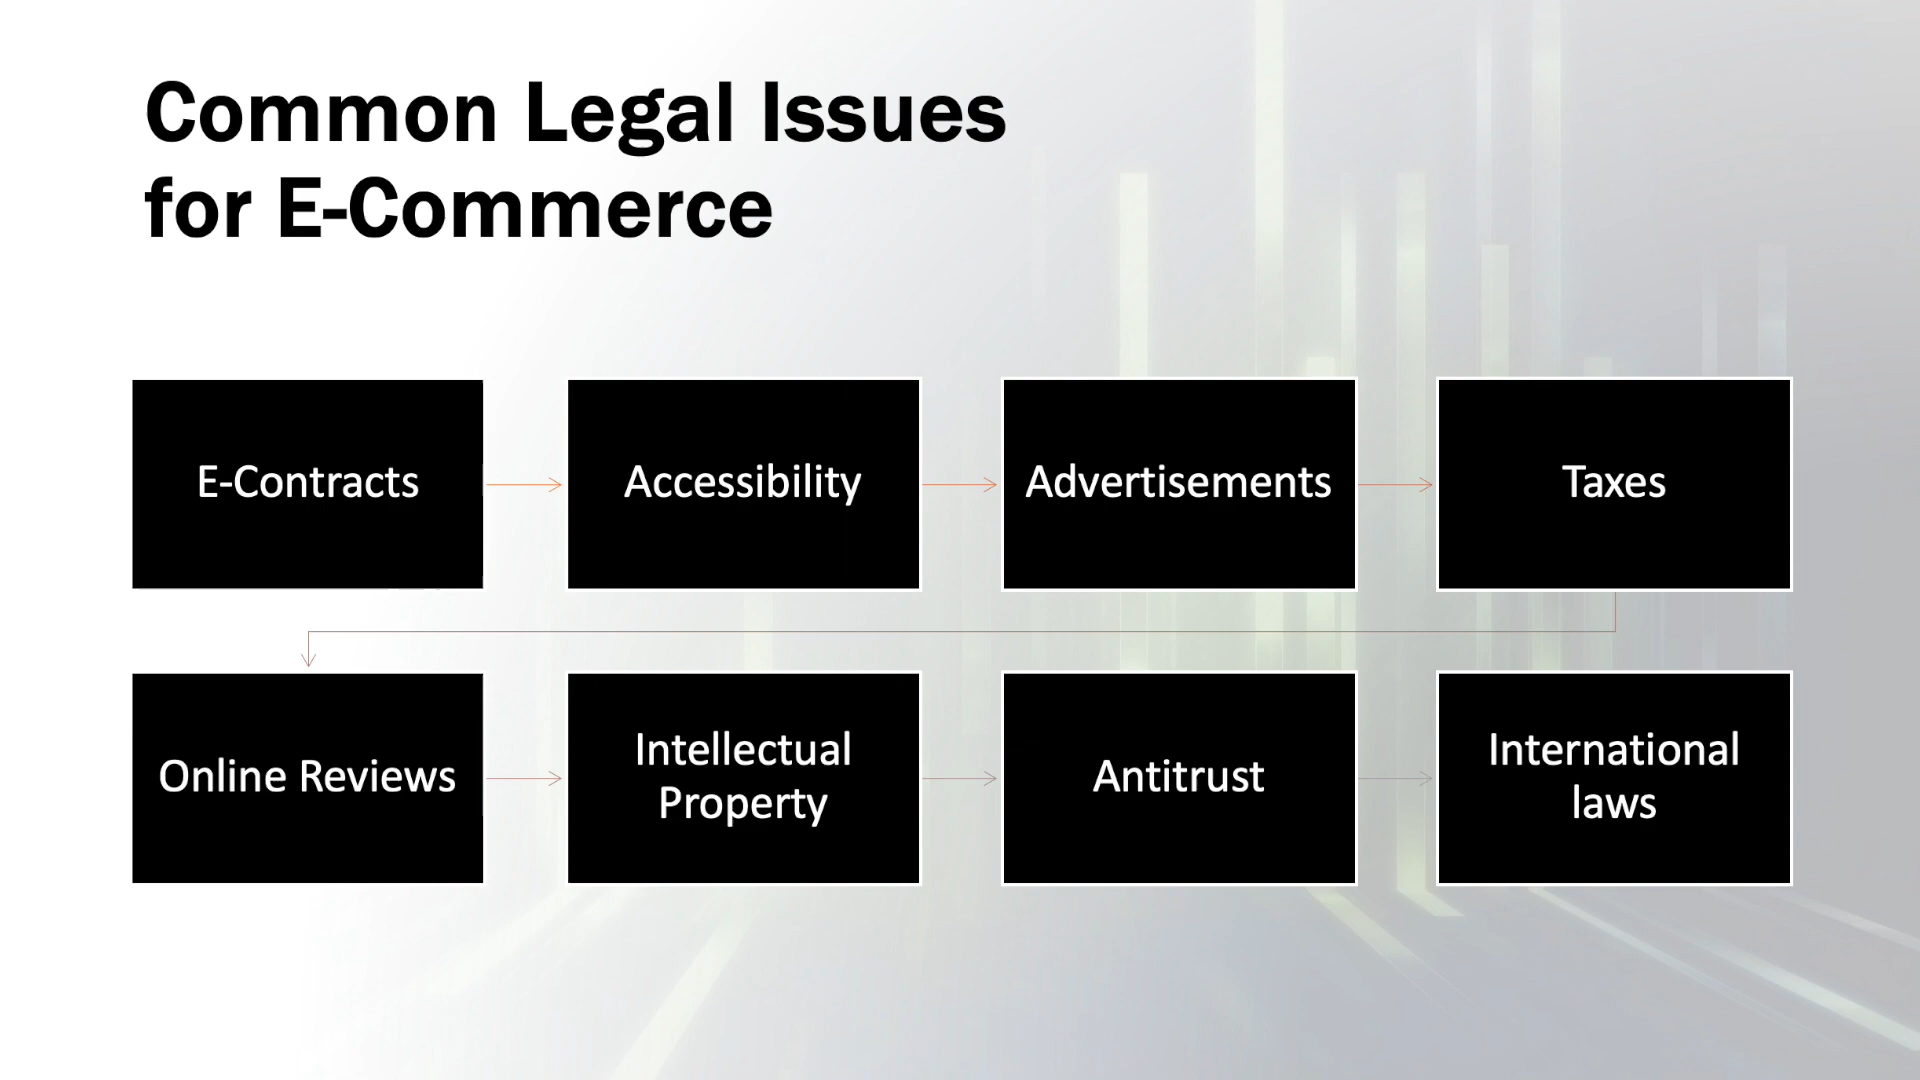 Common Legal Issues
for E-Commerce
E-Contracts
Accessibility
Advertisements
Taxes
Online Reviews
Intellectual
Property
Antitrust
International
laws